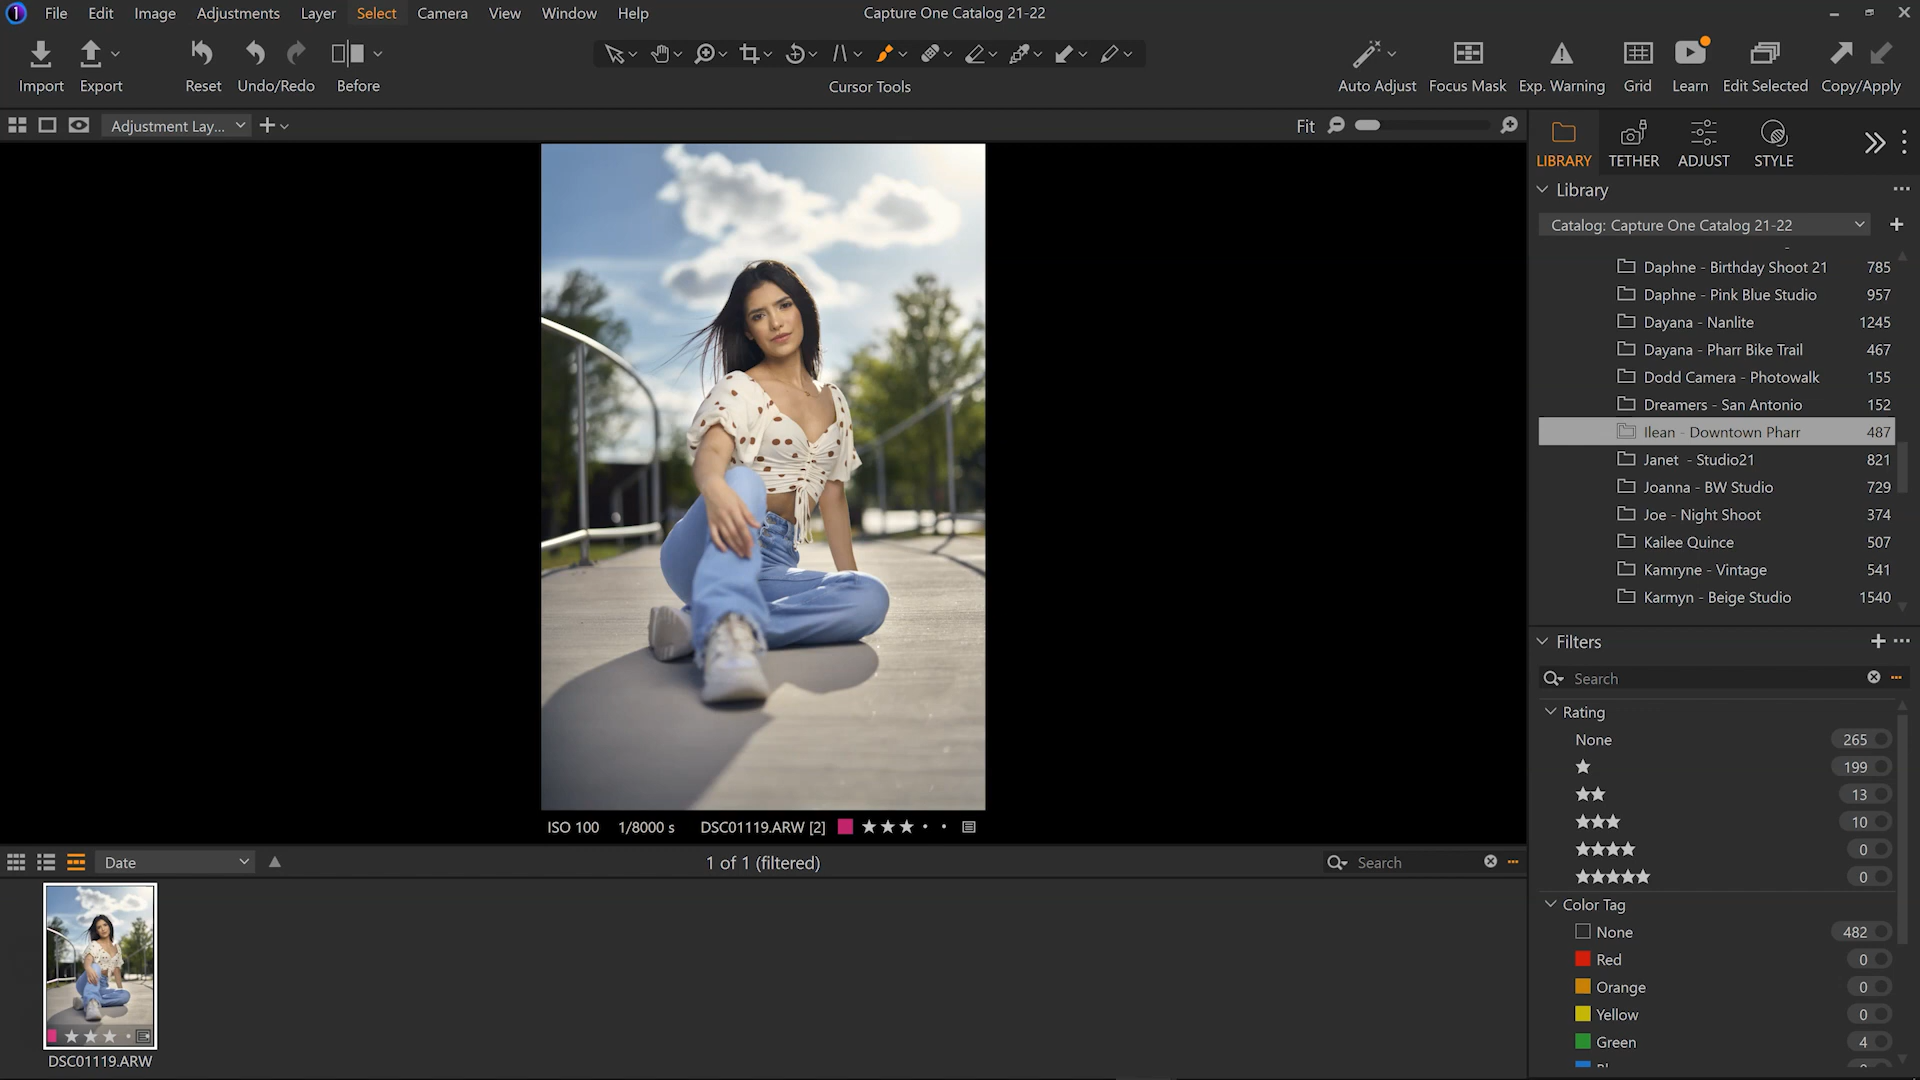 File Edit Image Adjustments Layer Select Camera View Window Help Capture One Catalog 21-22
Import Export Reset Undo/Redo Before Cursor Tools Auto Adjust Focus Mask Exp. Warning Grid Learn Edit Selected Copy/Apply
Adjustment Lay... Fit
LIBRARY TETHER ADJUST STYLE
Library
Catalog: Capture One Catalog 21-22
Daphne - Birthday Shoot 21 785
Daphne - Pink Blue Studio 957
Dayana - Nanlite 1245
Dayana - Pharr Bike Trail 467
Dodd Camera - Photowalk 155
Dreamers - San Antonio 152
Ilean - Downtown Pharr 487
Janet - Studio21 821
Joanna - BW Studio 729
Joe - Night Shoot 374
Kailee Quince 507
Kamryne - Vintage 541
Karmyn - Beige Studio 1540
Filters
Search
Rating
None 265
199
13
10
0
0
Color Tag
None 482
Red 0
Orange 0
Yellow 0
Green 4
ISO 100 1/8000 s DSC01119.ARW [2]
Date 1 of 1 (filtered) Search
DSC01119.ARW